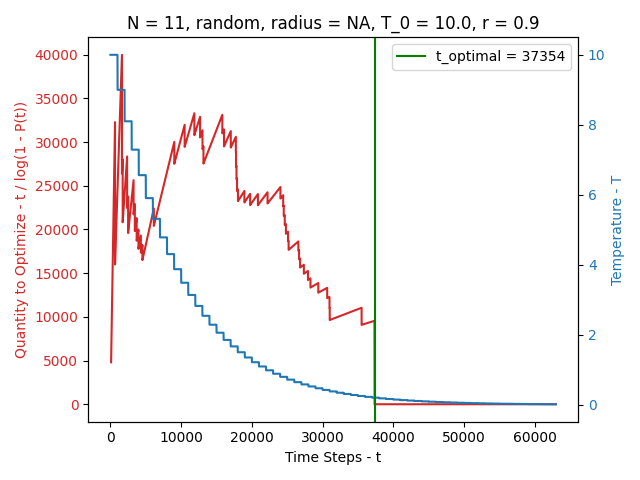 N = 11, random, radius = NA, T_0 = 10.0, r = 0.9
t_optimal = 37354
Quantity to Optimize - t / log(1 - P(t))
40000
35000
30000
25000
20000
15000
10000
5000
0
10
8
6
4
2
0
Temperature - T
0 10000 20000 30000 40000 50000 60000
Time Steps - t